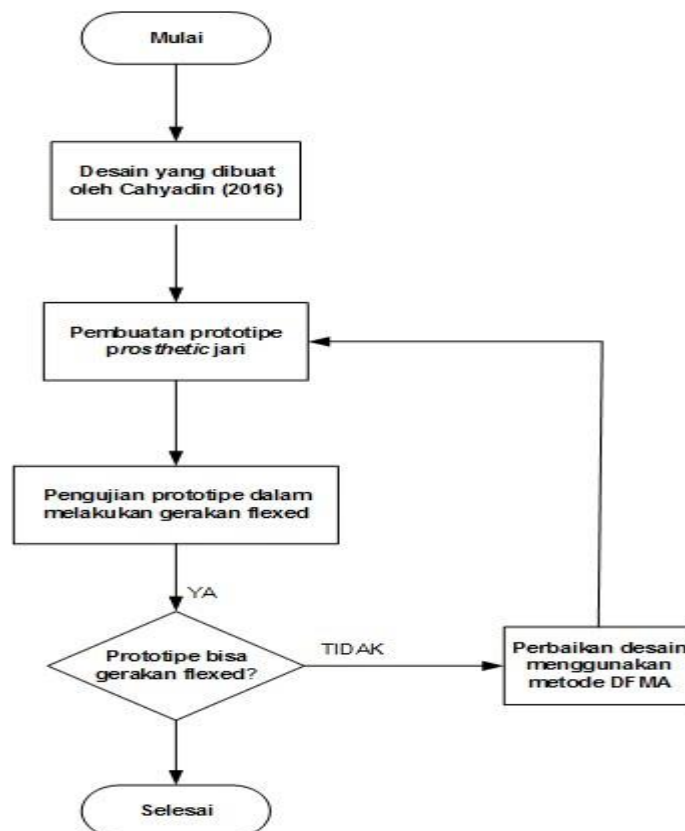 Mulai
Desain yang dibuat
oleh Cahyadin (2016)
Pembuatan prototipe
prosthetic jari
Pengujian prototipe dalam
melakukan gerakan flexed
YA
Prototipe bisa
gerakan flexed?
TIDAK
Perbaikan desain
menggunakan
metode DFMA
Selesai